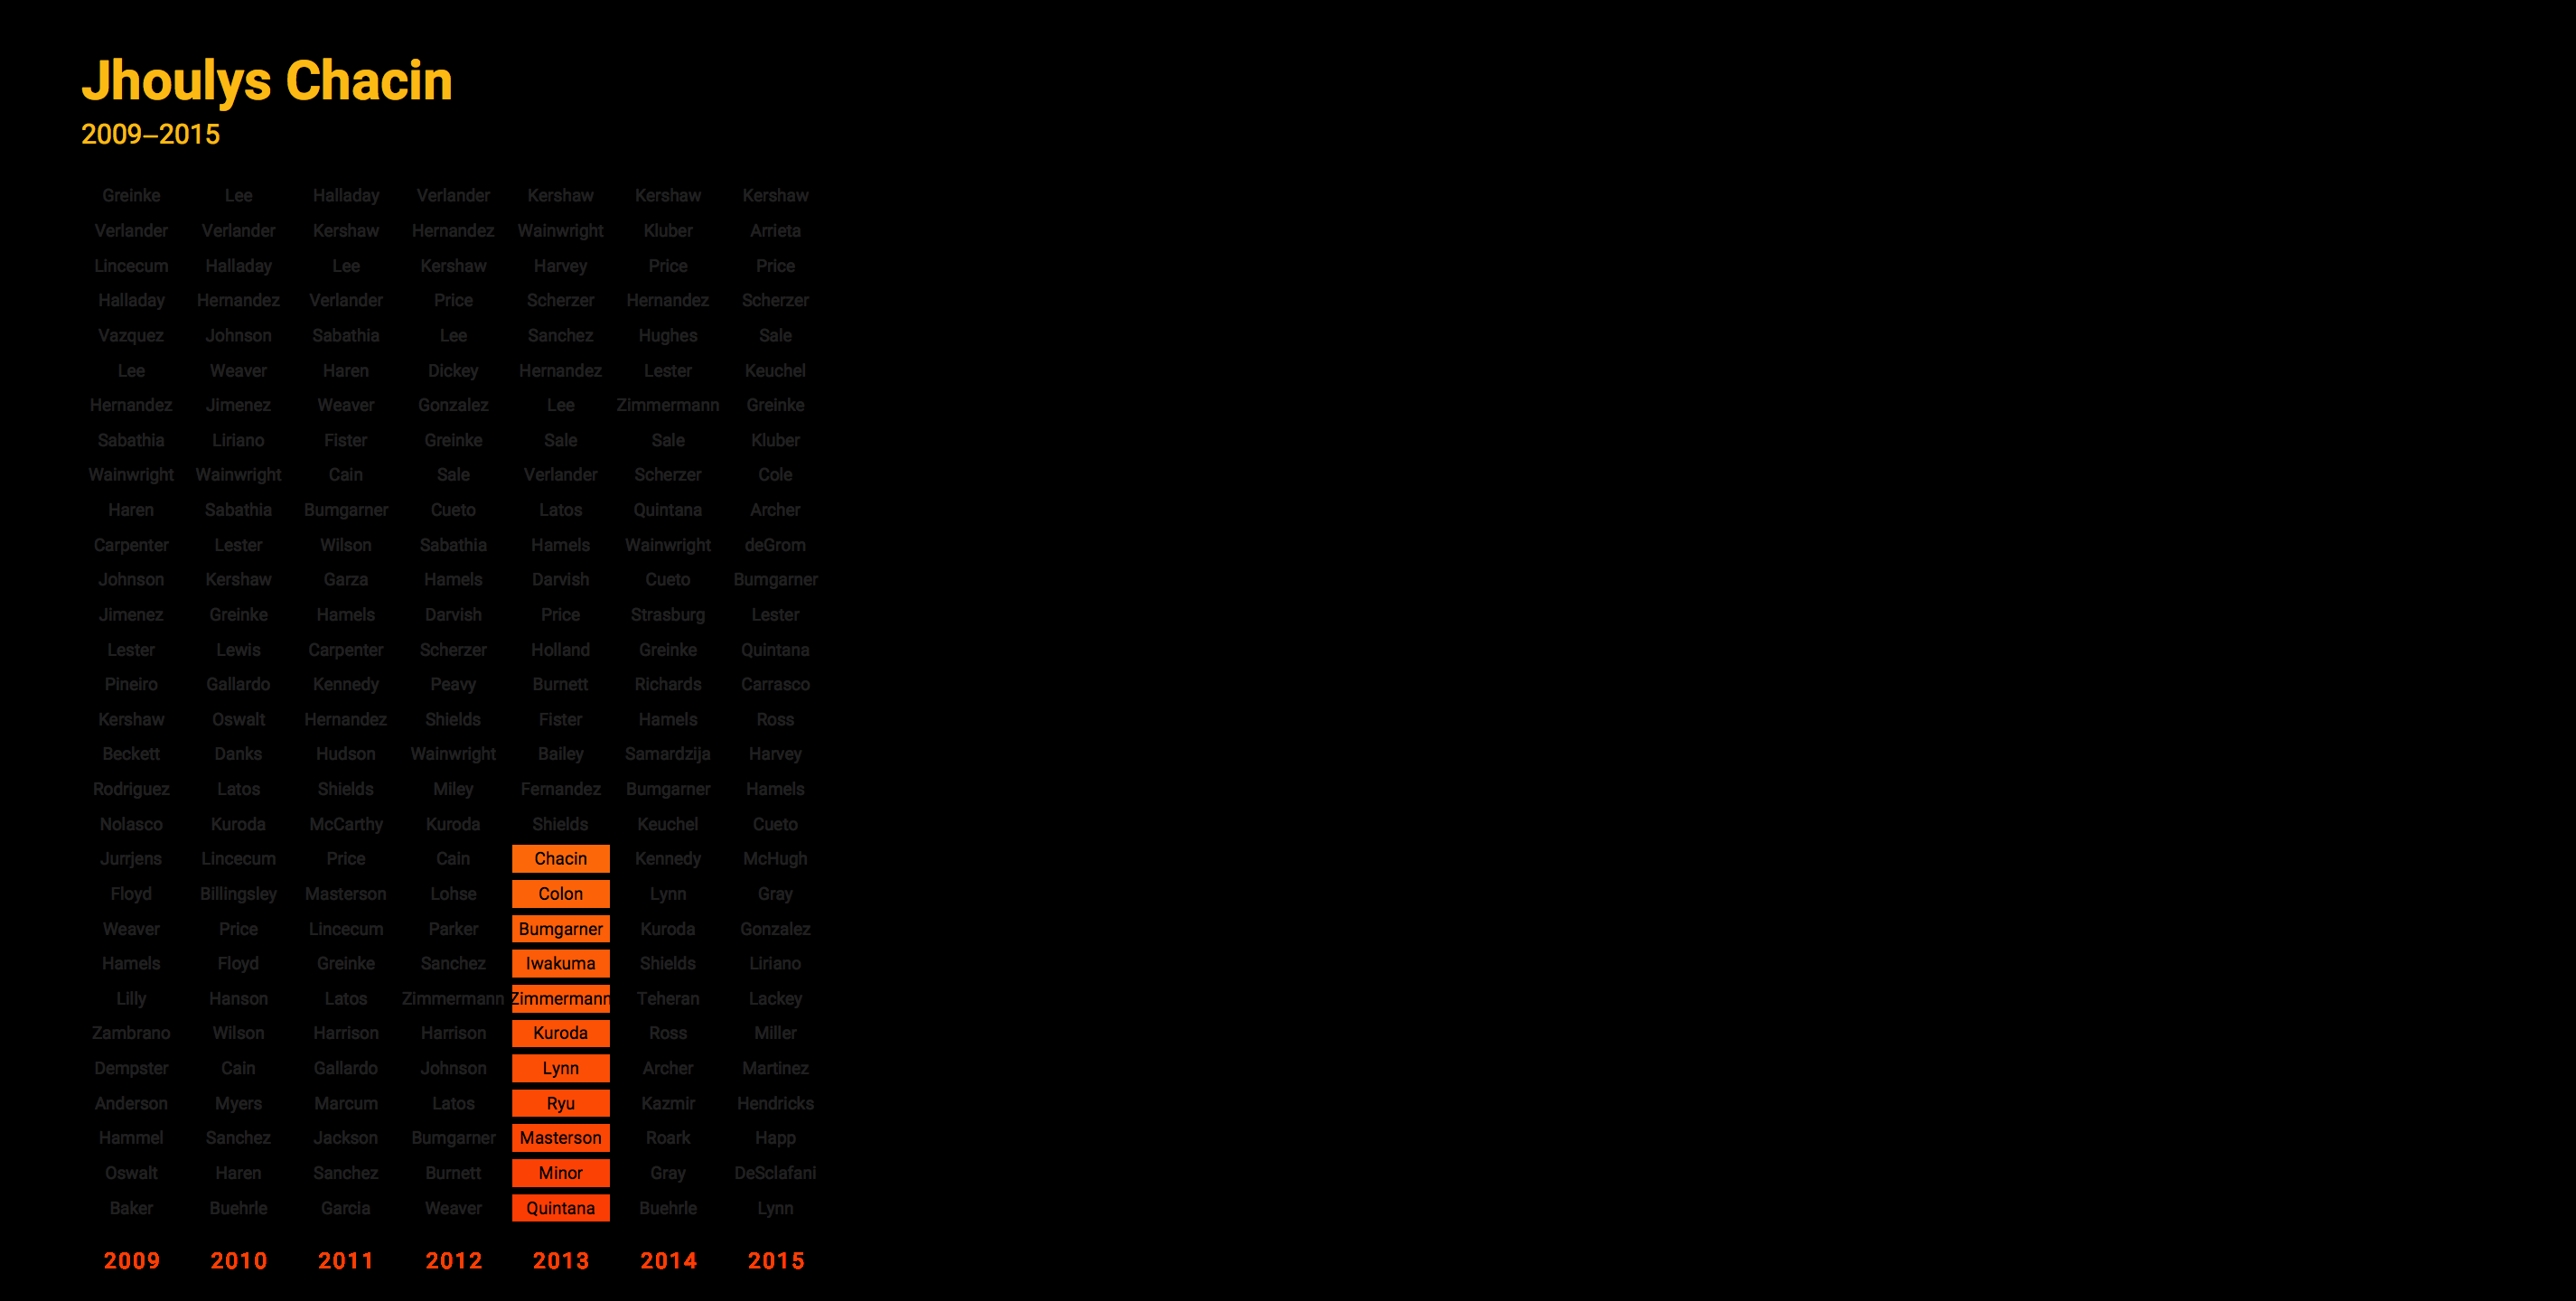 Jhoulys Chacin
2009–2015
Greinke Lee Halladay Verlander Kershaw Kershaw Kershaw
Verlander Verlander Kershaw Hernandez Wainwright Kluber Arrieta
Lincecum Halladay Lee Kershaw Harvey Price Price
Halladay Hernandez Verlander Price Scherzer Hernandez Scherzer
Vazquez Johnson Sabathia Lee Sanchez Hughes Sale
Lee Weaver Haren Dickey Hernandez Lester Keuchel
Hernandez Jimenez Weaver Gonzalez Lee Zimmermann Greinke
Sabathia Liriano Fister Greinke Sale Sale Kluber
Wainwright Wainwright Cain Sale Verlander Scherzer Cole
Haren Sabathia Bumgarner Cueto Latos Quintana Archer
Carpenter Lester Wilson Sabathia Hamels Wainwright deGrom
Johnson Kershaw Garza Hamels Darvish Cueto Bumgarner
Jimenez Greinke Hamels Darvish Price Strasburg Lester
Lester Lewis Carpenter Scherzer Holland Greinke Quintana
Pineiro Gallardo Kennedy Peavy Burnett Richards Carrasco
Kershaw Oswalt Hernandez Shields Fister Hamels Ross
Beckett Danks Hudson Wainwright Bailey Samardzija Harvey
Rodriguez Latos Shields Miley Fernandez Bumgarner Hamels
Nolasco Kuroda McCarthy Kuroda Shields Keuchel Cueto
Jurrjens Lincecum Price Cain Chacin Kennedy McHugh
Floyd Billingsley Masterson Lohse Colon Lynn Gray
Weaver Price Lincecum Parker Bumgarner Kuroda Gonzalez
Hamels Floyd Greinke Sanchez Iwakuma Shields Liriano
Lilly Hanson Latos Zimmermann Zimmermann Teheran Lackey
Zambrano Wilson Harrison Harrison Kuroda Ross Miller
Dempster Cain Gallardo Johnson Lynn Archer Martinez
Anderson Myers Marcum Latos Ryu Kazmir Hendricks
Hammel Sanchez Jackson Bumgarner Masterson Roark Happ
Oswalt Haren Sanchez Burnett Minor Gray DeSclafani
Baker Buehrle Garcia Weaver Quintana Buehrle Lynn
2009 2010 2011 2012 2013 2014 2015